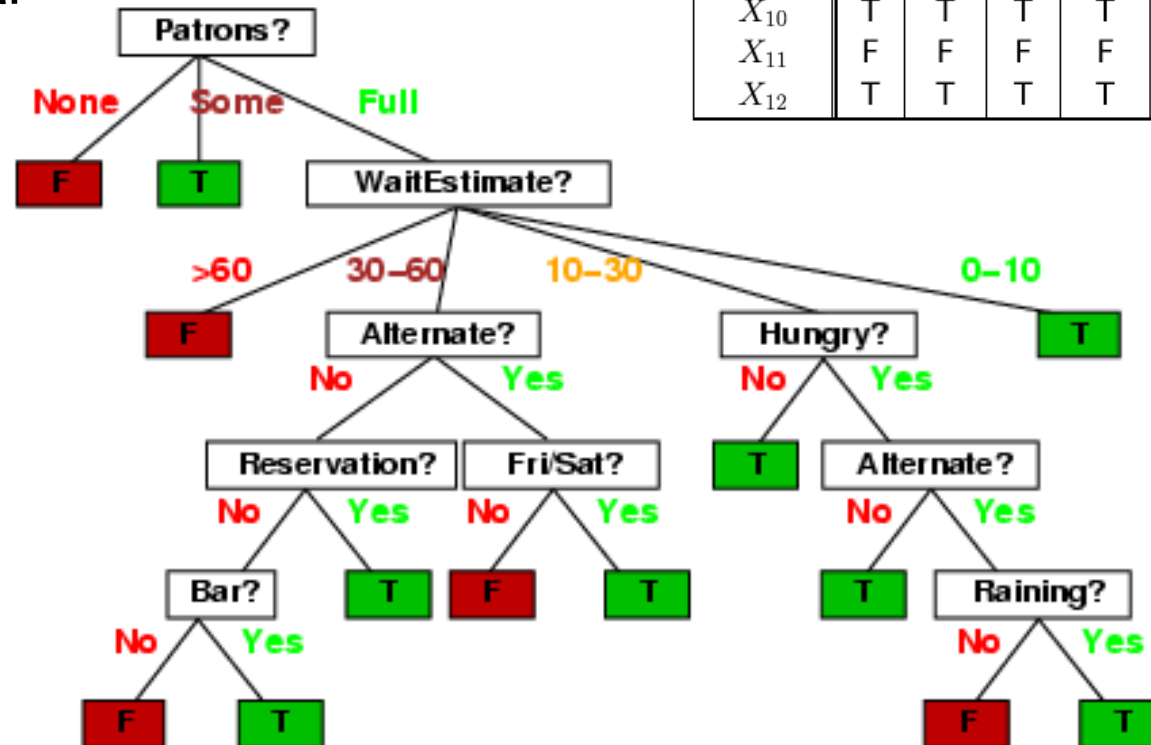 Patrons?
None Some Full
F T WaitEstimate?
>60 30–60 10–30 0–10
F Alternate? Hungry? T
No Yes No Yes
Reservation? Fri/Sat? T Alternate?
No Yes No Yes No Yes
Bar? T F T T Raining?
No Yes No Yes
F T F T
X10 T T T T
X11 F F F F
X12 T T T T